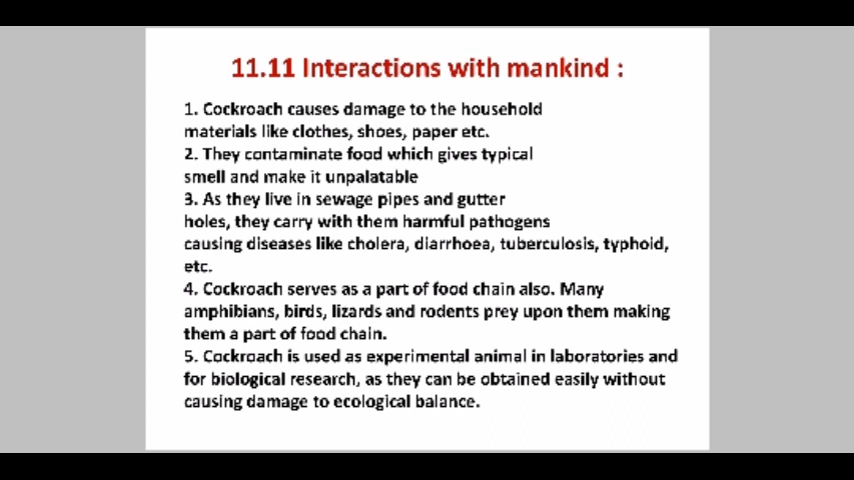 11.11 Interactions with mankind :
1. Cockroach causes damage to the household
materials like clothes, shoes, paper etc.
2. They contaminate food which gives typical
smell and make it unpalatable
3. As they live in sewage pipes and gutter
holes, they carry with them harmful pathogens
causing diseases like cholera, diarrhoea, tuberculosis, typhoid,
etc.
4. Cockroach serves as a part of food chain also. Many
amphibians, birds, lizards and rodents prey upon them making
them a part of food chain.
5. Cockroach is used as experimental animal in laboratories and
for biological research, as they can be obtained easily without
causing damage to ecological balance.